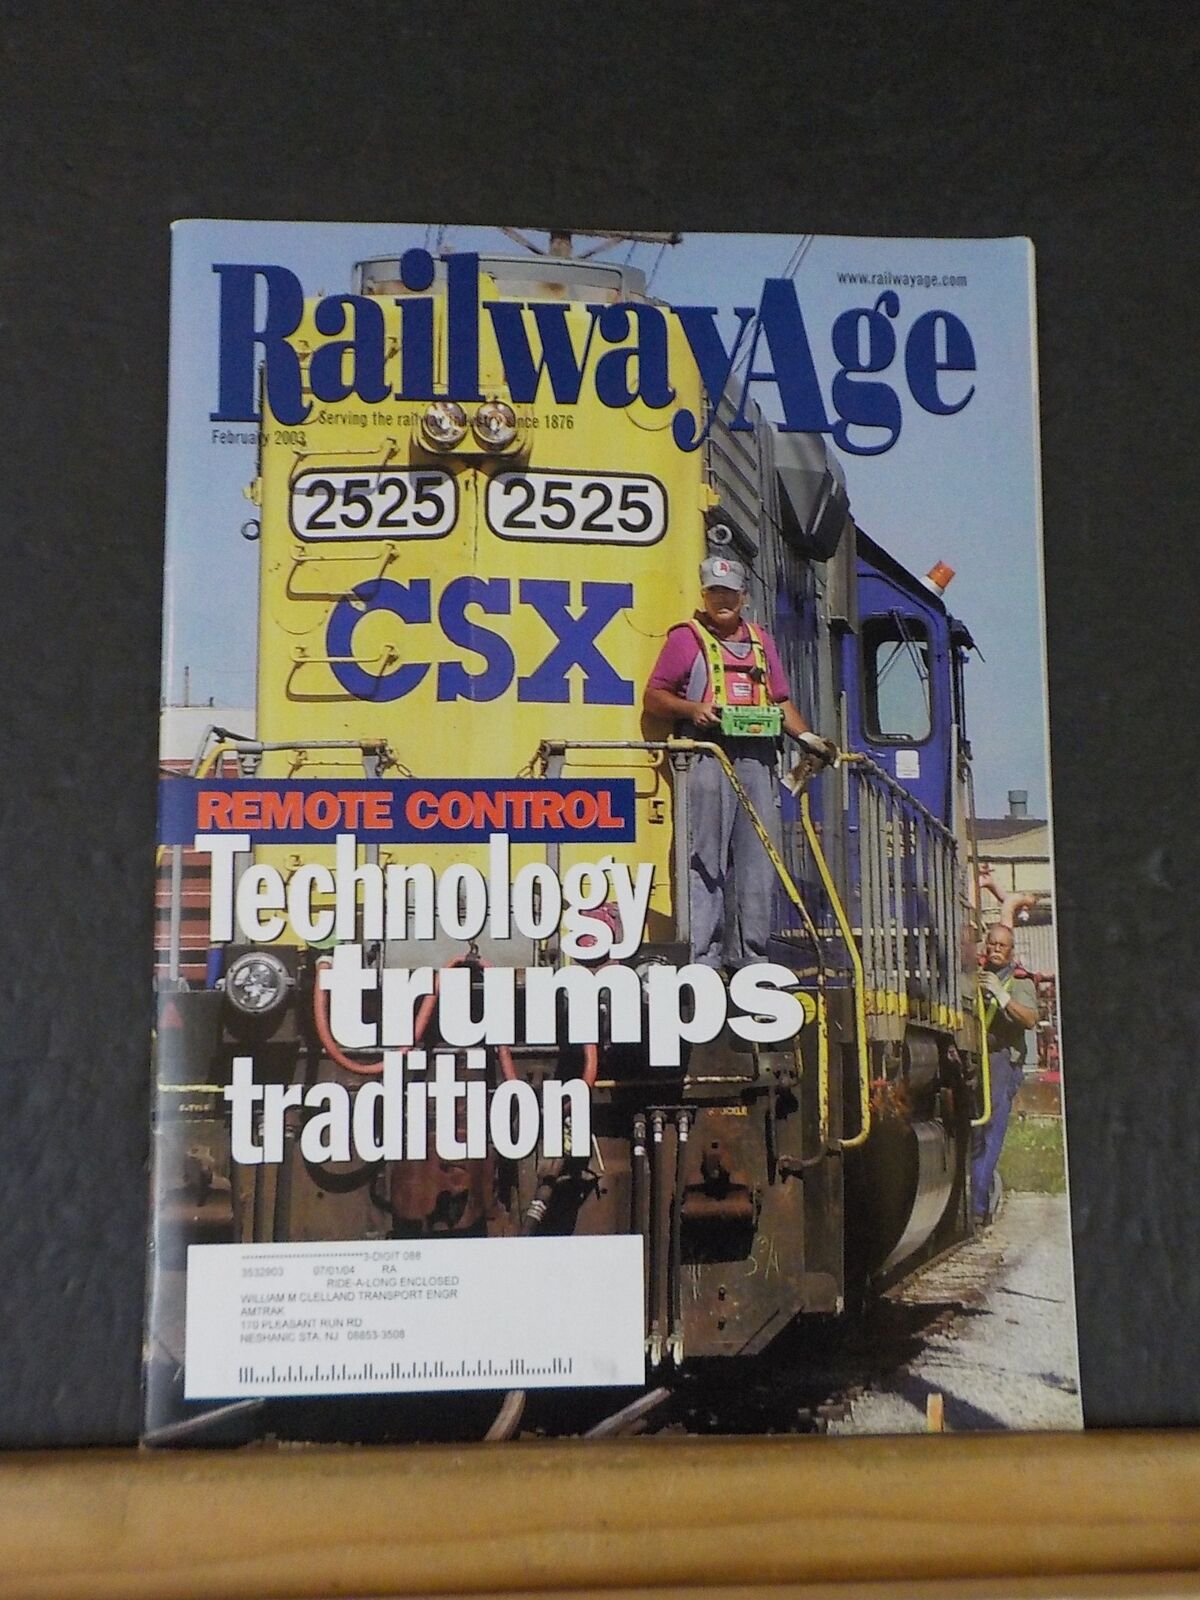 www.railwayage.com
RailwayAge
Serving the railway industry since 1876
February 2003
2525 2525
CSX
REMOTE CONTROL
Technology
trumps
tradition
3-DIGIT 088
3532903 07/01/04 RA
RIDE-A-LONG ENCLOSED
WILLIAM M CLELLAND TRANSPORT ENGR
AMTRAK
170 PLEASANT RUN RD
NESHANIC STA. NJ 08853-3508